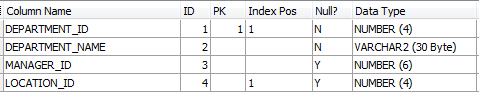 Column Name ID PK Index Pos Null? Data Type
DEPARTMENT_ID 1 1 1 N NUMBER (4)
DEPARTMENT_NAME 2 N VARCHAR2 (30 Byte)
MANAGER_ID 3 Y NUMBER (6)
LOCATION_ID 4 1 Y NUMBER (4)